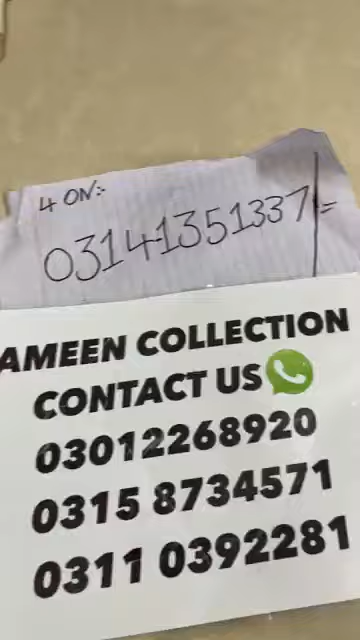 4 ON:-
03141351337/=
AMEEN COLLECTION
CONTACT US
03012268920
0315 8734571
0311 0392281